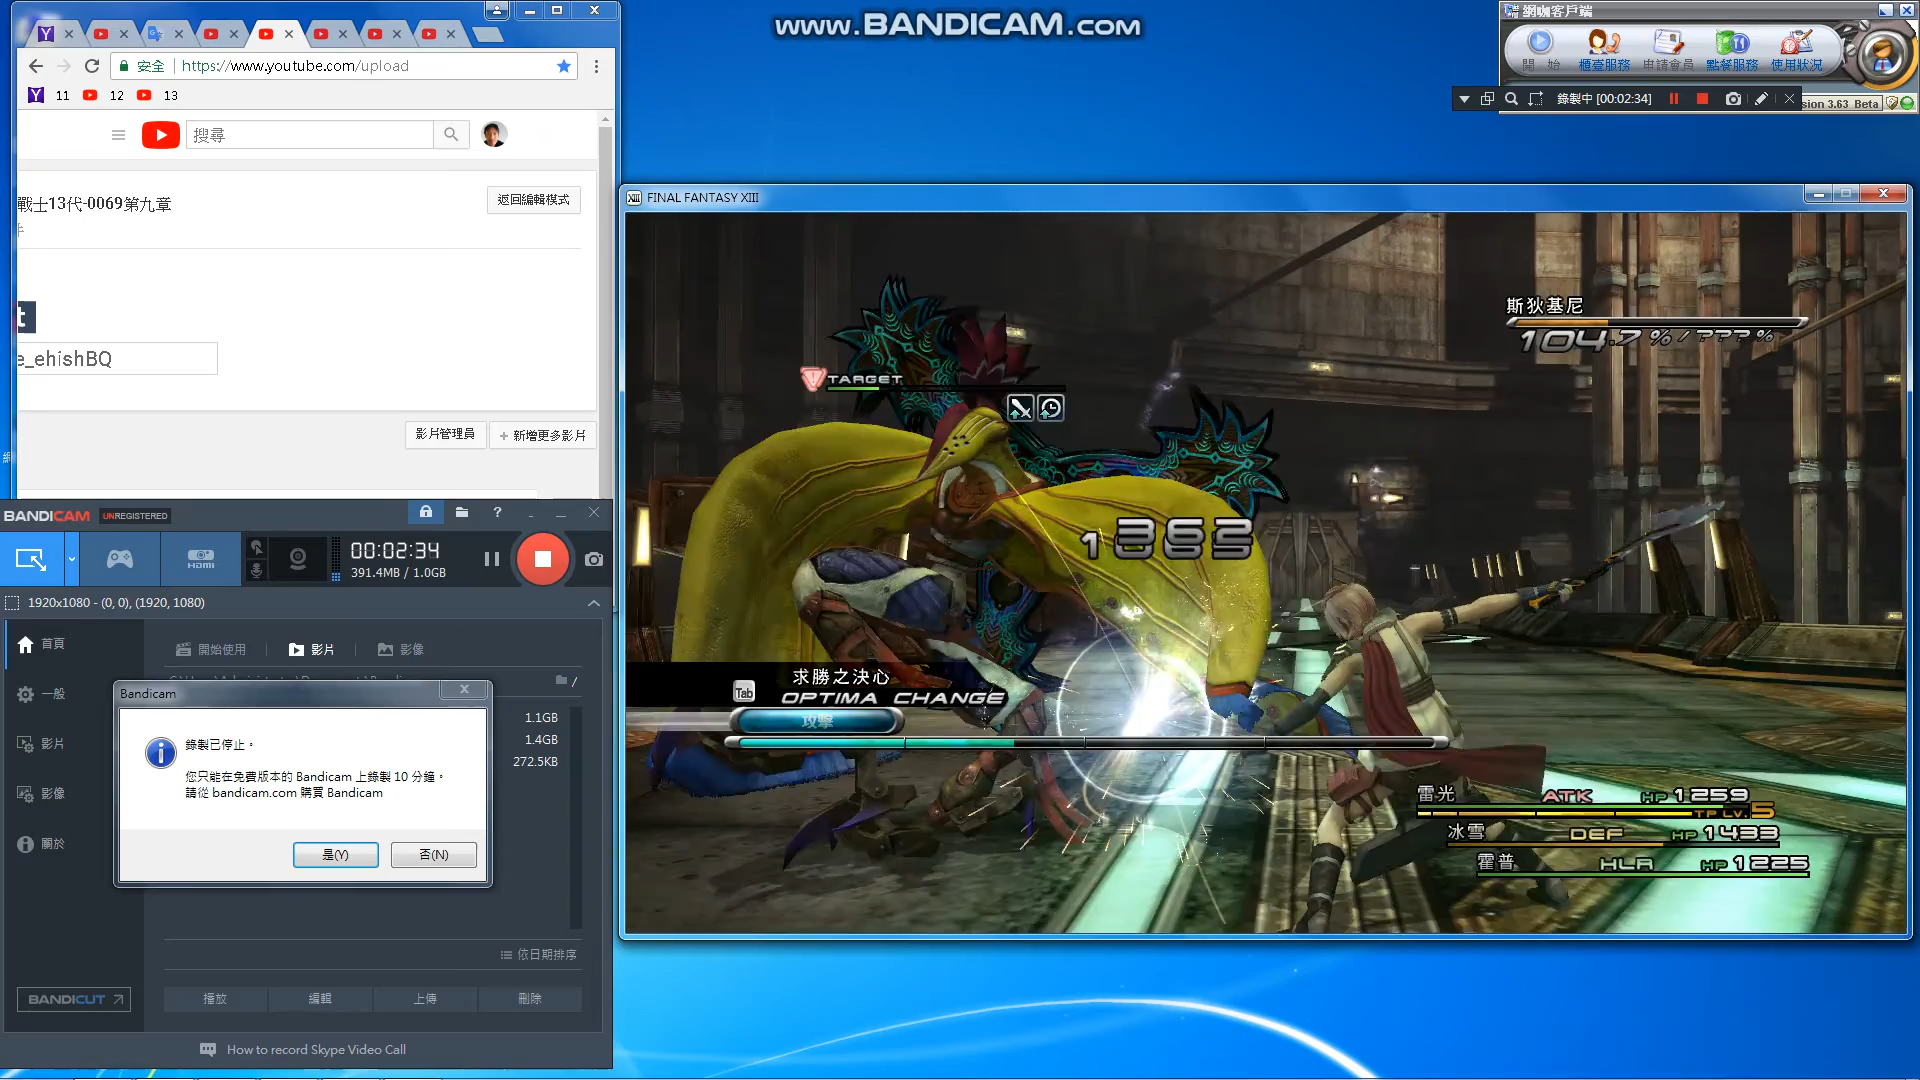 www.BANDICAM.com
安全 https://www.youtube.com/upload
11 12 13
搜尋
戰士13代-0069第九章
返回編輯模式
t
e_ehishBQ
影片管理員
+ 新增更多影片
BANDICAM UNREGISTERED
HDMI
00:02:34
391.4MB / 1.0GB
1920x1080 - (0, 0), (1920, 1080)
首頁
一般
影片
影像
關於
開始使用
影片
影像
1.1GB
1.4GB
272.5KB
Bandicam
錄製已停止。
您只能在免費版本的 Bandicam 上錄製 10 分鐘。
請從 bandicam.com 購買 Bandicam
是(Y)
否(N)
依日期排序
BANDICUT
播放
編輯
上傳
刪除
How to record Skype Video Call
網咖客戶端
開 始
櫃臺服務
申請會員
點餐服務
使用狀況
錄製中 [00:02:34]
sion 3.63 Beta
FINAL FANTASY XIII
斯狄基尼
104.7%/???%
TARGET
1363
求勝之決心
Tab OPTIMA CHANGE
攻擊
雷光 ATK HP 1259
TP LV. 5
冰雪 DEF HP 1433
霍普 HLR HP 1225